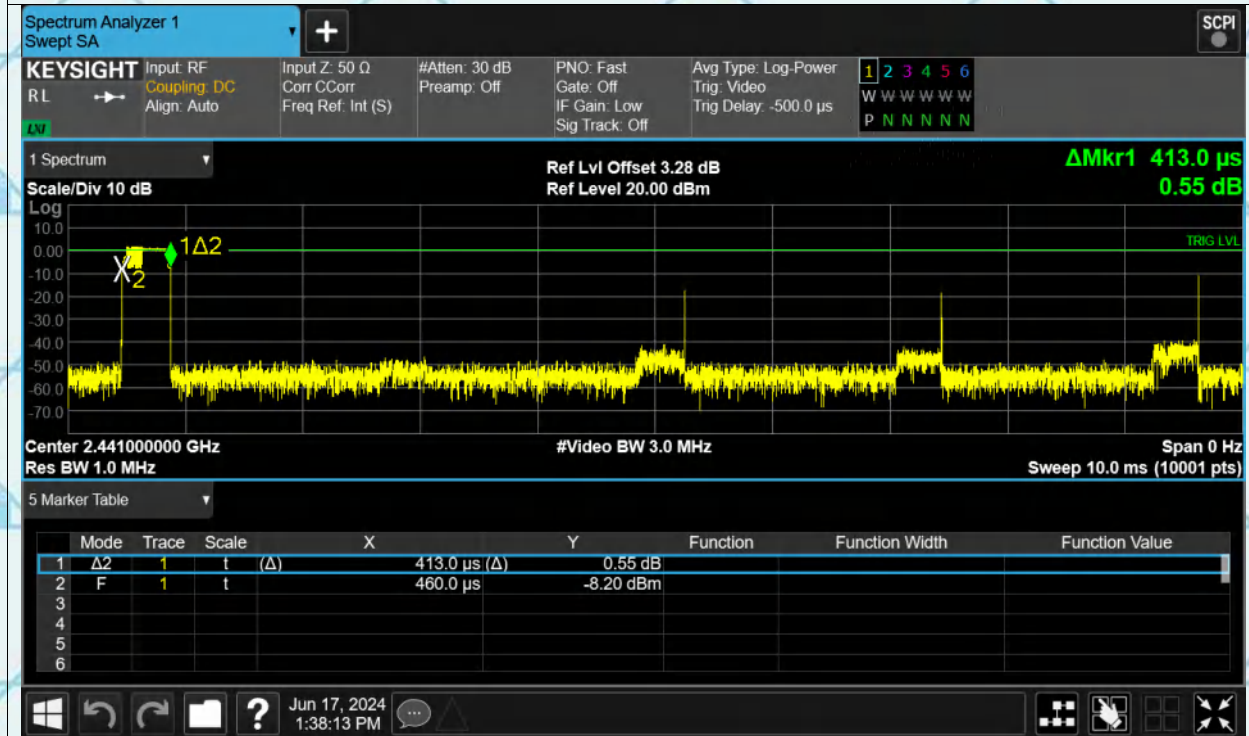 Spectrum Analyzer 1
Swept SA
+
SCPI
KEYSIGHT
RL
LXI
Input: RF
Coupling: DC
Align: Auto
Input Z: 50 Ω
Corr CCorr
Freq Ref: Int (S)
#Atten: 30 dB
Preamp: Off
PNO: Fast
Gate: Off
IF Gain: Low
Sig Track: Off
Avg Type: Log-Power
Trig: Video
Trig Delay: -500.0 µs
1 2 3 4 5 6
W W W W W W
P N N N N N
1 Spectrum
Scale/Div 10 dB
Log
Ref Lvl Offset 3.28 dB
Ref Level 20.00 dBm
ΔMkr1 413.0 µs
0.55 dB
10.0
0.00
-10.0
-20.0
-30.0
-40.0
-50.0
-60.0
-70.0
1Δ2
X2
TRIG LVL
Center 2.441000000 GHz
Res BW 1.0 MHz
#Video BW 3.0 MHz
Span 0 Hz
Sweep 10.0 ms (10001 pts)
5 Marker Table
Mode Trace Scale X Y Function Function Width Function Value
1 Δ2 1 t (Δ) 413.0 µs (Δ) 0.55 dB
2 F 1 t 460.0 µs -8.20 dBm
3
4
5
6
?
Jun 17, 2024
1:38:13 PM